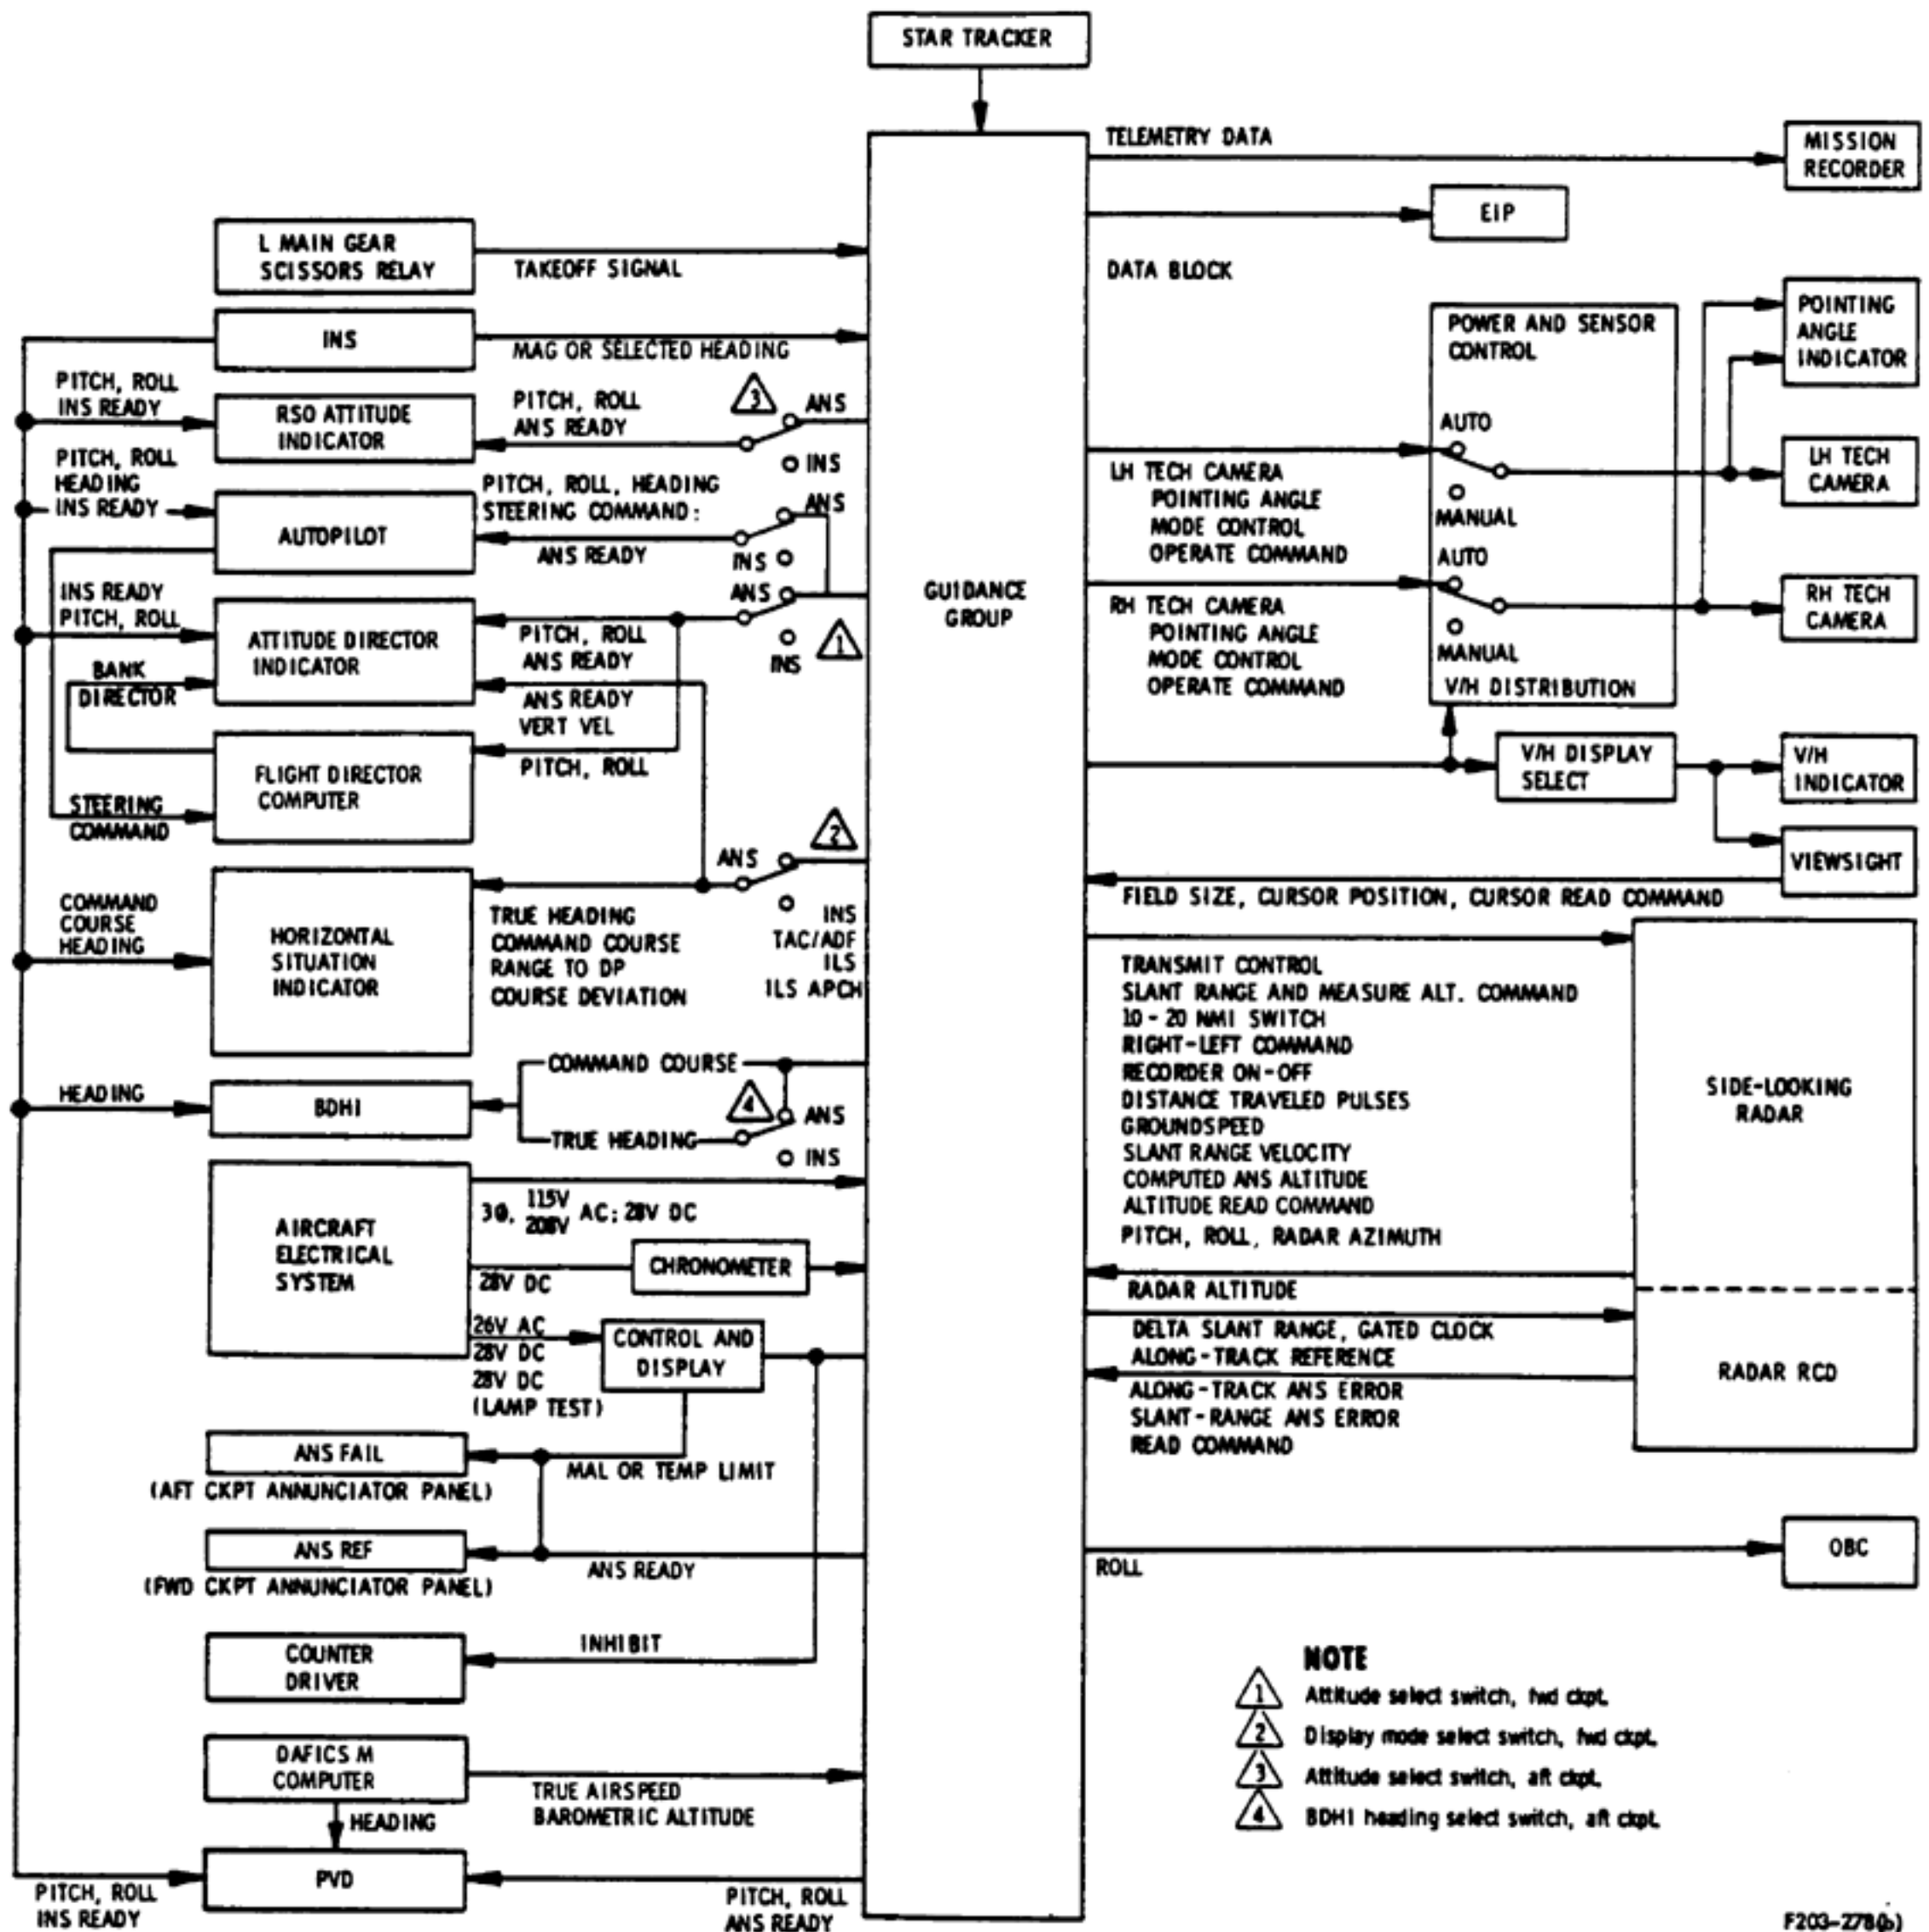 STAR TRACKER
TELEMETRY DATA
MISSION
RECORDER
EIP
L MAIN GEAR
SCISSORS RELAY
TAKEOFF SIGNAL
DATA BLOCK
INS
MAG OR SELECTED HEADING
POWER AND SENSOR
CONTROL
POINTING
ANGLE
INDICATOR
PITCH, ROLL
INS READY
RSO ATTITUDE
INDICATOR
PITCH, ROLL
ANS READY
3
ANS
INS
AUTO
MANUAL
LH TECH CAMERA
POINTING ANGLE
MODE CONTROL
OPERATE COMMAND
LH TECH
CAMERA
PITCH, ROLL
HEADING
INS READY
AUTOPILOT
PITCH, ROLL, HEADING
STEERING COMMAND:
ANS READY
ANS
INS
GUIDANCE
GROUP
AUTO
MANUAL
V/H DISTRIBUTION
RH TECH CAMERA
POINTING ANGLE
MODE CONTROL
OPERATE COMMAND
RH TECH
CAMERA
INS READY
PITCH, ROLL
ATTITUDE DIRECTOR
INDICATOR
ANS
INS
1
PITCH, ROLL
ANS READY
ANS READY
VERT VEL
BANK
DIRECTOR
FLIGHT DIRECTOR
COMPUTER
PITCH, ROLL
STEERING
COMMAND
V/H DISPLAY
SELECT
V/H
INDICATOR
VIEWSIGHT
FIELD SIZE, CURSOR POSITION, CURSOR READ COMMAND
2
ANS
INS
TAC/ADF
ILS
ILS APCH
COMMAND
COURSE
HEADING
HORIZONTAL
SITUATION
INDICATOR
TRUE HEADING
COMMAND COURSE
RANGE TO DP
COURSE DEVIATION
TRANSMIT CONTROL
SLANT RANGE AND MEASURE ALT. COMMAND
10-20 NMI SWITCH
RIGHT-LEFT COMMAND
RECORDER ON-OFF
DISTANCE TRAVELED PULSES
GROUNDSPEED
SLANT RANGE VELOCITY
COMPUTED ANS ALTITUDE
ALTITUDE READ COMMAND
PITCH, ROLL, RADAR AZIMUTH
SIDE-LOOKING
RADAR
HEADING
BDHI
COMMAND COURSE
TRUE HEADING
4
ANS
INS
AIRCRAFT
ELECTRICAL
SYSTEM
3Φ, 115V
208V AC; 28V DC
28V DC
CHRONOMETER
26V AC
28V DC
28V DC
(LAMP TEST)
CONTROL AND
DISPLAY
RADAR ALTITUDE
DELTA SLANT RANGE, GATED CLOCK
ALONG-TRACK REFERENCE
ALONG-TRACK ANS ERROR
SLANT-RANGE ANS ERROR
READ COMMAND
RADAR RCD
ANS FAIL
(AFT CKPT ANNUNCIATOR PANEL)
MAL OR TEMP LIMIT
ANS REF
(FWD CKPT ANNUNCIATOR PANEL)
ANS READY
ROLL
OBC
COUNTER
DRIVER
INHIBIT
DAFICS M
COMPUTER
TRUE AIRSPEED
BAROMETRIC ALTITUDE
HEADING
PVD
PITCH, ROLL
INS READY
PITCH, ROLL
ANS READY
NOTE
1 Attitude select switch, fwd ckpt.
2 Display mode select switch, fwd ckpt.
3 Attitude select switch, aft ckpt.
4 BDHI heading select switch, aft ckpt.
F203-278(b)